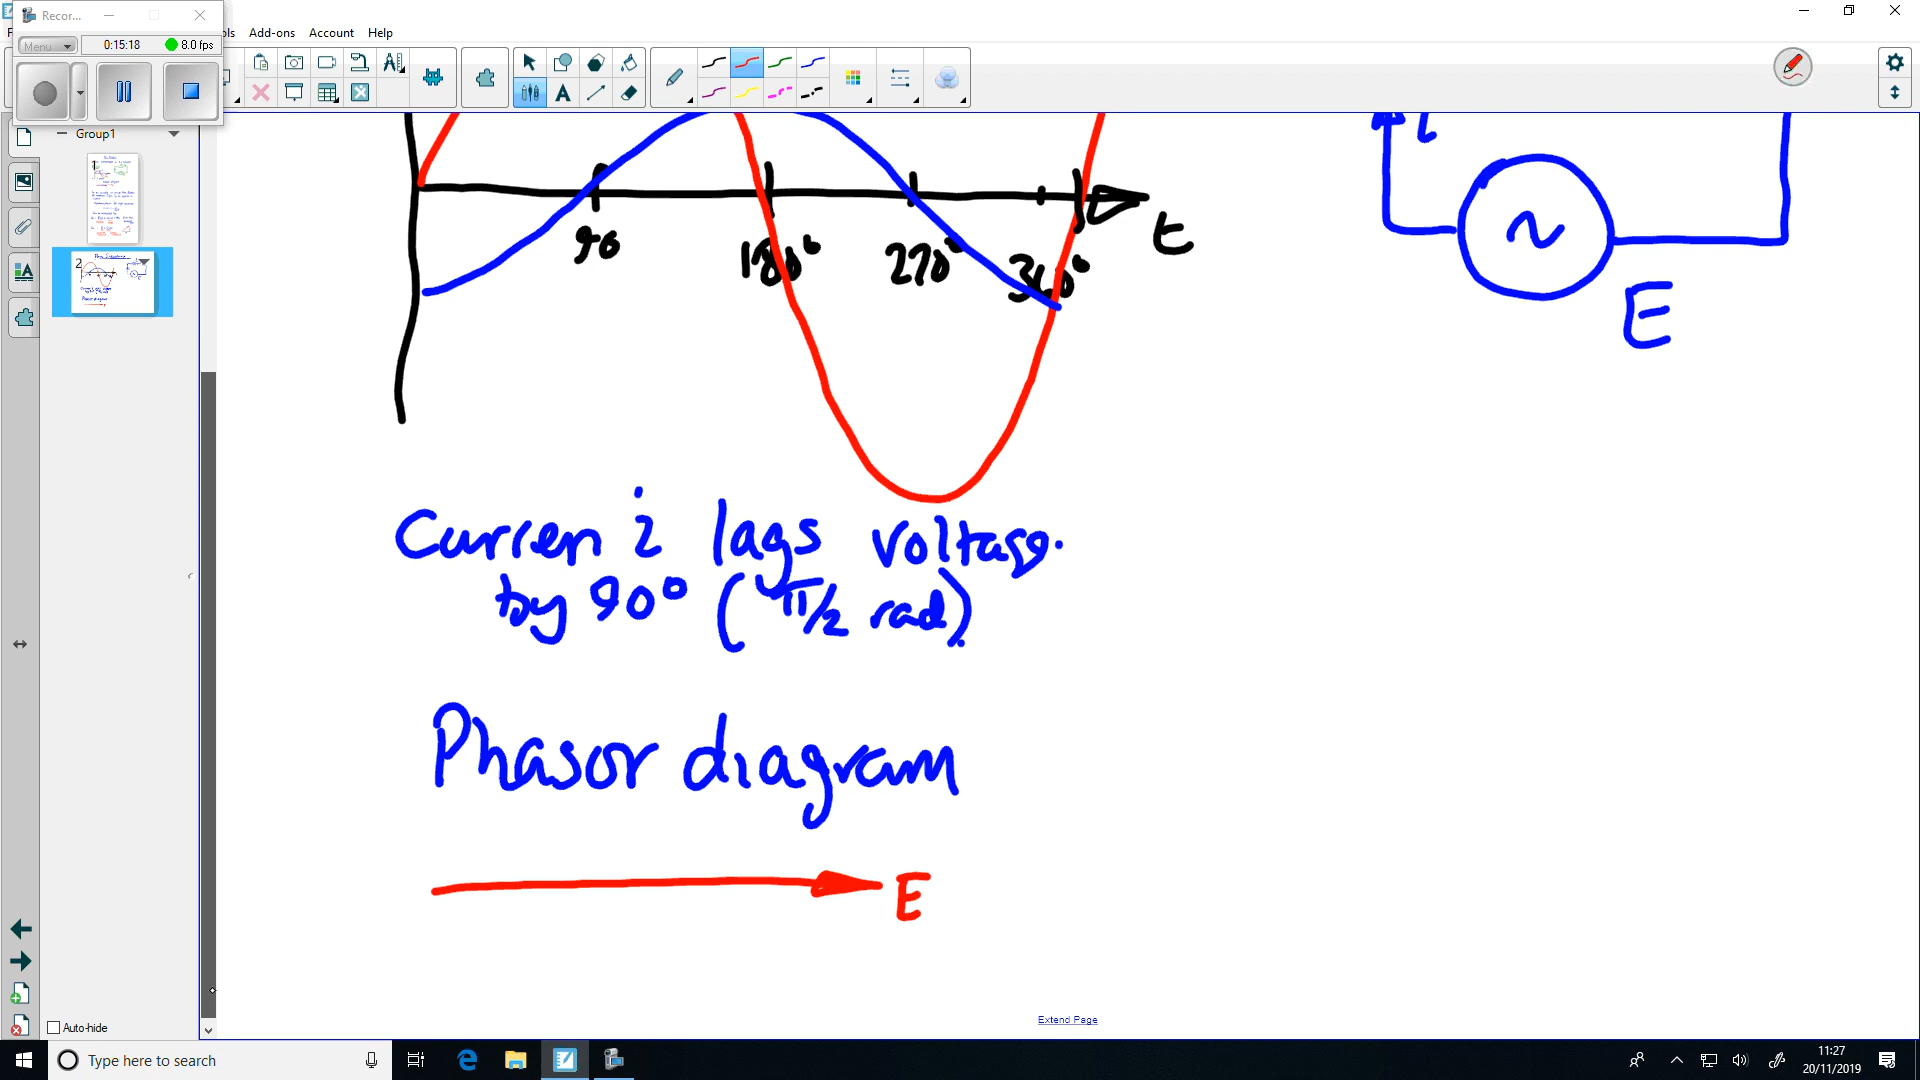 Recor...
Menu
0:15:18
8.0 fps
ols
Add-ons
Account
Help
Group1
1
2
90
180°
270°
360°
t
i
E
Curren i lags voltage.
by 90° (π/2 rad).
Phasor diagram
E
Extend Page
Auto-hide
Type here to search
11:27
20/11/2019